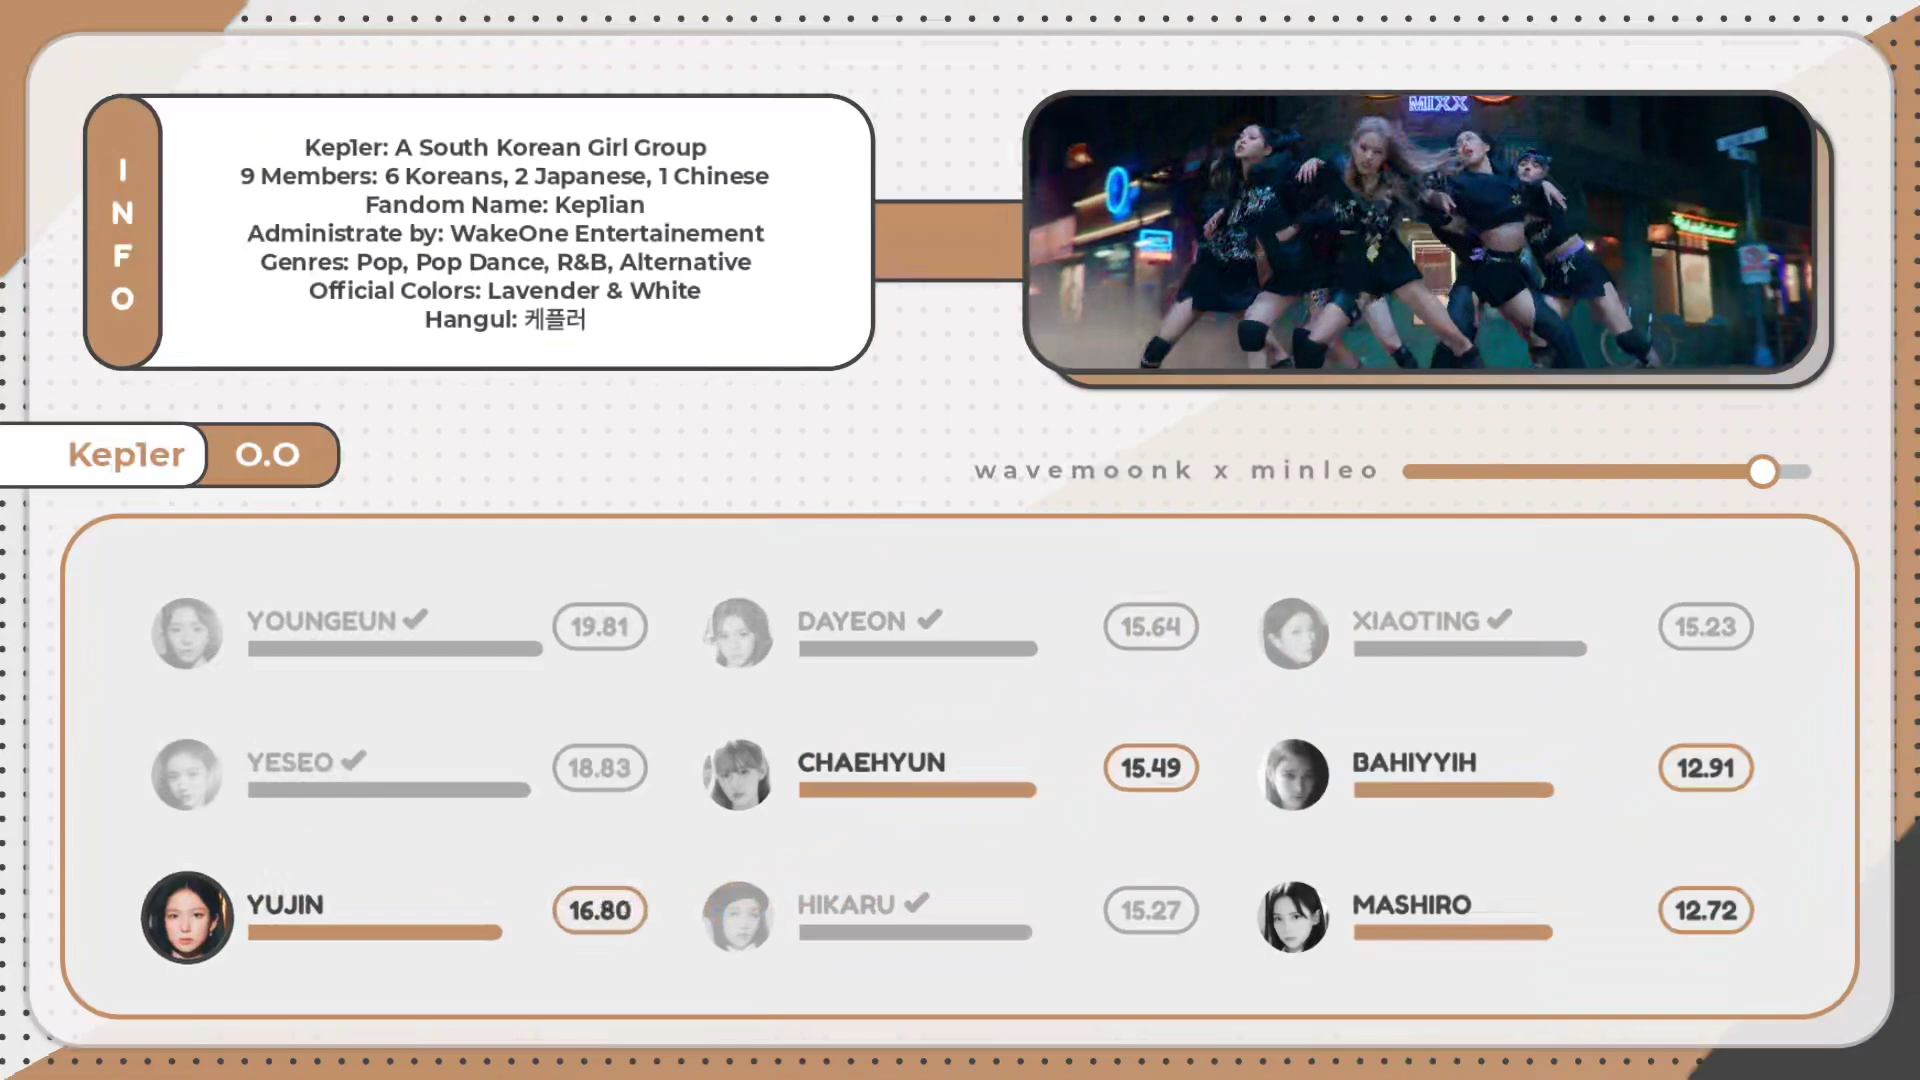 INFO
Kep1er: A South Korean Girl Group
9 Members: 6 Koreans, 2 Japanese, 1 Chinese
Fandom Name: Kep1ian
Administrate by: WakeOne Entertainement
Genres: Pop, Pop Dance, R&B, Alternative
Official Colors: Lavender & White
Hangul: 케플러
MIXX
Kep1er O.O
wavemoonk x minleo
YOUNGEUN ✔ 19.81
DAYEON ✔ 15.64
XIAOTING ✔ 15.23
YESEO ✔ 18.83
CHAEHYUN 15.49
BAHIYYIH 12.91
YUJIN 16.80
HIKARU ✔ 15.27
MASHIRO 12.72